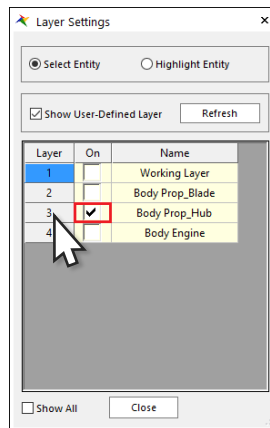 Layer Settings ×
Select Entity Highlight Entity
Show User-Defined Layer Refresh
Layer On Name
1 Working Layer
2 Body Prop_Blade
3 Body Prop_Hub
4 Body Engine
Show All Close